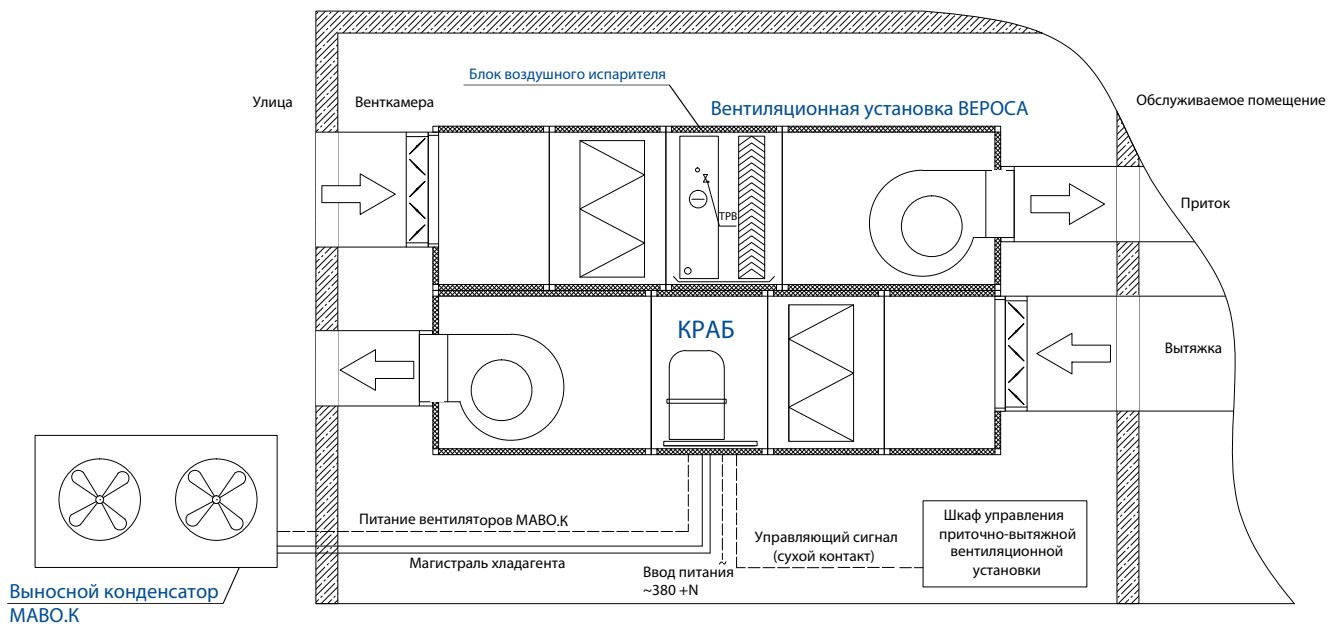 Блок воздушного испарителя
Улица
Венткамера
Вентиляционная установка ВЕРОСА
Обслуживаемое помещение
ТРВ
Приток
КРАБ
Вытяжка
Питание вентиляторов МАВО.К
Магистраль хладагента
Ввод питания
~380 +N
Управляющий сигнал
(сухой контакт)
Шкаф управления
приточно-вытяжной
вентиляционной
установки
Выносной конденсатор
МАВО.К